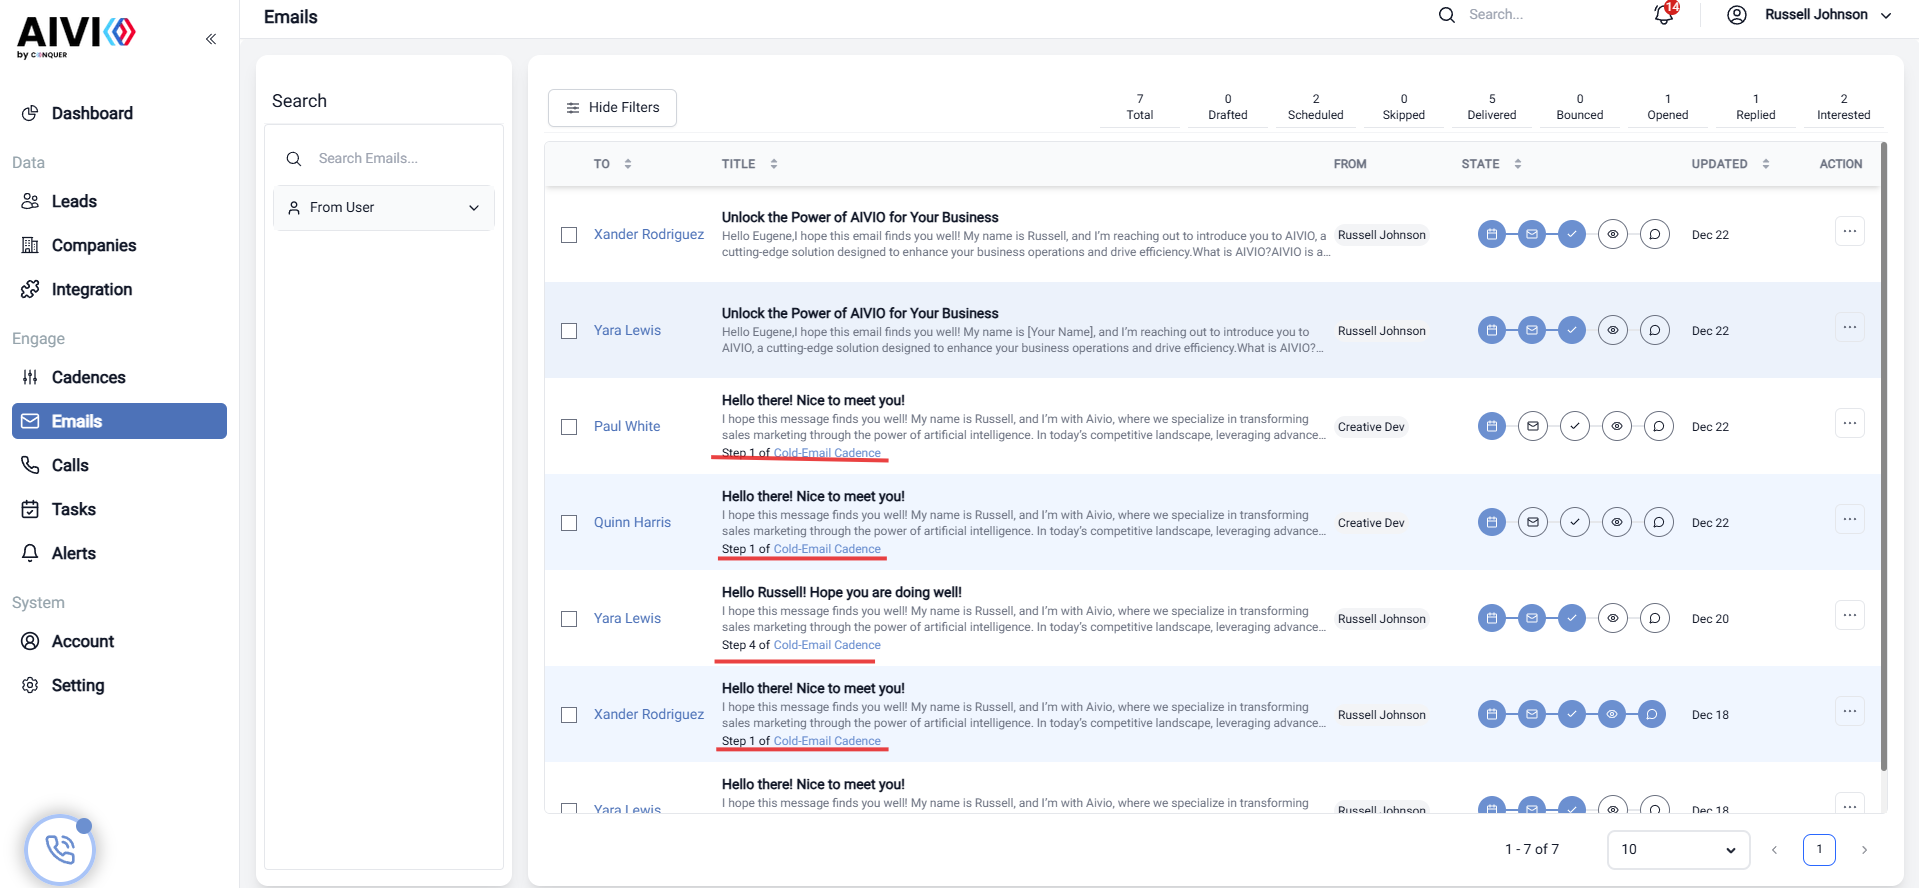 AIVIO
by CONQUER
Dashboard
Data
Leads
Companies
Integration
Engage
Cadences
Emails
Calls
Tasks
Alerts
System
Account
Setting
Emails
Search...
14
Russell Johnson
Search
Search Emails...
From User
Hide Filters
7 Total
0 Drafted
2 Scheduled
0 Skipped
5 Delivered
0 Bounced
1 Opened
1 Replied
2 Interested
TO TITLE FROM STATE UPDATED ACTION
Xander Rodriguez
Unlock the Power of AIVIO for Your Business
Hello Eugene,I hope this email finds you well! My name is Russell, and I'm reaching out to introduce you to AIVIO, a
cutting-edge solution designed to enhance your business operations and drive efficiency.What is AIVIO?AIVIO is a...
Russell Johnson
Dec 22
...
Yara Lewis
Unlock the Power of AIVIO for Your Business
Hello Eugene,I hope this email finds you well! My name is [Your Name], and I'm reaching out to introduce you to
AIVIO, a cutting-edge solution designed to enhance your business operations and drive efficiency.What is AIVIO?...
Russell Johnson
Dec 22
...
Paul White
Hello there! Nice to meet you!
I hope this message finds you well! My name is Russell, and I'm with Aivio, where we specialize in transforming
sales marketing through the power of artificial intelligence. In today's competitive landscape, leveraging advance...
Step 1 of Cold-Email Cadence
Creative Dev
Dec 22
...
Quinn Harris
Hello there! Nice to meet you!
I hope this message finds you well! My name is Russell, and I'm with Aivio, where we specialize in transforming
sales marketing through the power of artificial intelligence. In today's competitive landscape, leveraging advance...
Step 1 of Cold-Email Cadence
Creative Dev
Dec 22
...
Yara Lewis
Hello Russell! Hope you are doing well!
I hope this message finds you well! My name is Russell, and I'm with Aivio, where we specialize in transforming
sales marketing through the power of artificial intelligence. In today's competitive landscape, leveraging advance...
Step 4 of Cold-Email Cadence
Russell Johnson
Dec 20
...
Xander Rodriguez
Hello there! Nice to meet you!
I hope this message finds you well! My name is Russell, and I'm with Aivio, where we specialize in transforming
sales marketing through the power of artificial intelligence. In today's competitive landscape, leveraging advance...
Step 1 of Cold-Email Cadence
Russell Johnson
Dec 18
...
Yara Lewis
Hello there! Nice to meet you!
I hope this message finds you well! My name is Russell, and I'm with Aivio, where we specialize in transforming
Russell Johnson
Dec 18
...
1 - 7 of 7
10
1